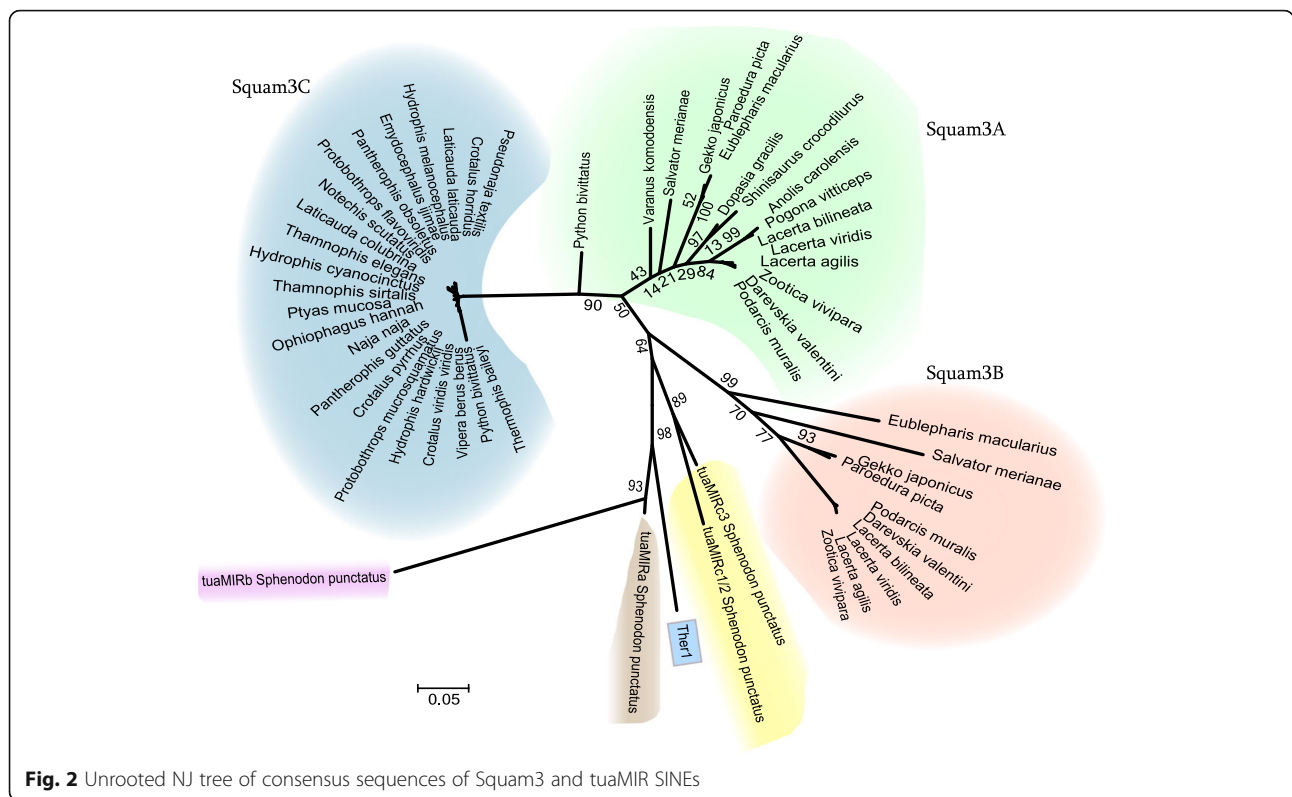 Squam3C
Hydrophis melanocephalus
Laticauda laticauda
Crotalus horridus
Pseudonaja textilis
Emydocephalus ijimae
Pantherophis obsoletus
Protobothrops flavoviridis
Notechis scutatus
Laticauda colubrina
Thamnophis elegans
Hydrophis cyanocinctus
Thamnophis sirtalis
Ptyas mucosa
Ophiophagus hannah
Naja naja
Pantherophis guttatus
Crotalus pyrrhus
Protobothrops mucrosquamatus
Hydrophis hardwickii
Crotalus viridis viridis
Vipera berus berus
Python bivittatus
Thermophis baileyi
Squam3A
Python bivittatus
Varanus komodoensis
Salvator merianae
Gekko japonicus
Paroedura picta
Eublepharis macularius
Dopasia gracilis
Shinisaurus crocodilurus
Anolis carolensis
Pogona vitticeps
Lacerta bilineata
Lacerta viridis
Lacerta agilis
Zootica vivipara
Darevskia valentini
Podarcis muralis
52
100
97
13
99
43
14
21
29
84
90
50
64
89
98
93
99
70
77
93
Squam3B
Eublepharis macularius
Salvator merianae
Gekko japonicus
Paroedura picta
Podarcis muralis
Darevskia valentini
Lacerta bilineata
Lacerta viridis
Lacerta agilis
Zootica vivipara
tuaMIRc3 Sphenodon punctatus
tuaMIRc1/2 Sphenodon punctatus
Ther1
tuaMIRa Sphenodon punctatus
tuaMIRb Sphenodon punctatus
0.05
Fig. 2 Unrooted NJ tree of consensus sequences of Squam3 and tuaMIR SINEs